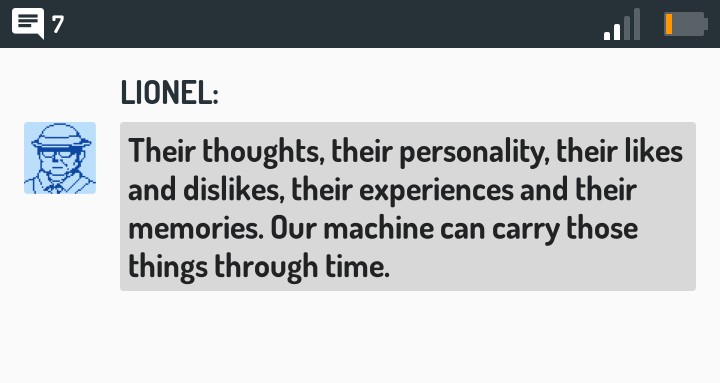 7
LIONEL:
Their thoughts, their personality, their likes
and dislikes, their experiences and their
memories. Our machine can carry those
things through time.